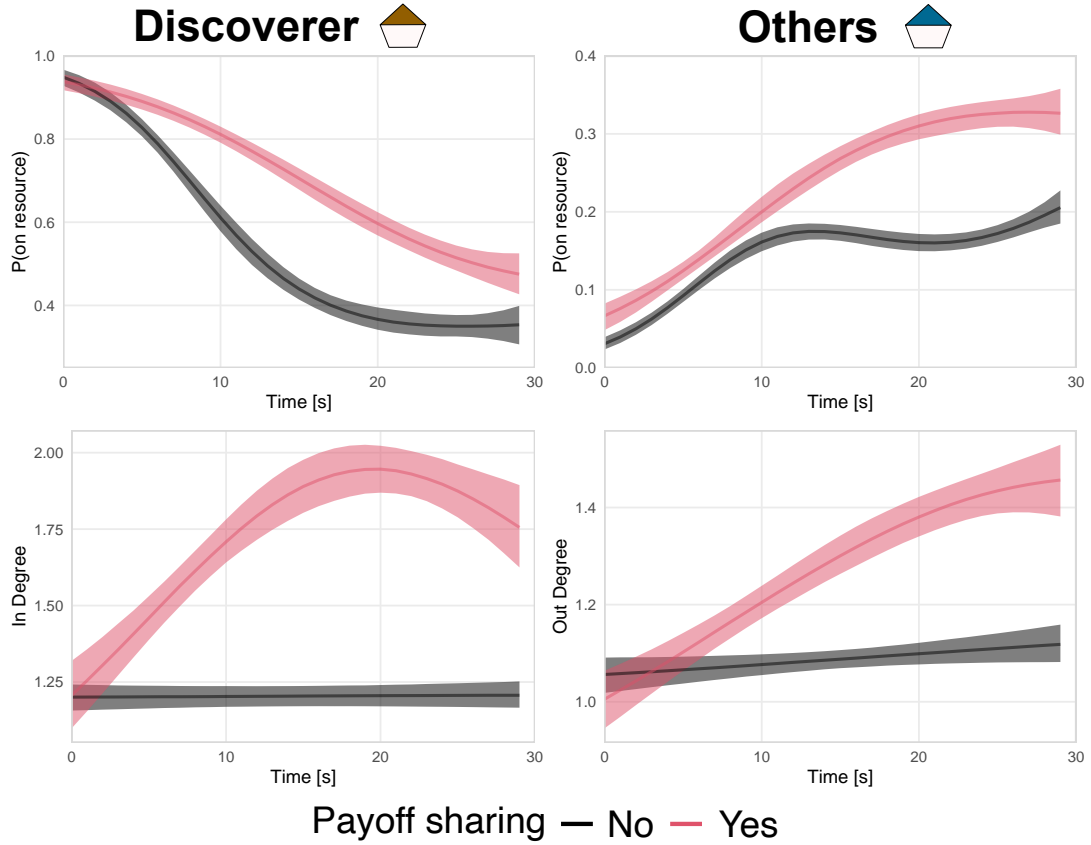 Discoverer
Others
P(on resource)
1.0
0.8
0.6
0.4
0
10
20
30
Time [s]
P(on resource)
0.4
0.3
0.2
0.1
0.0
0
10
20
30
Time [s]
In Degree
2.00
1.75
1.50
1.25
0
10
20
30
Time [s]
Out Degree
1.4
1.2
1.0
0
10
20
30
Time [s]
Payoff sharing No Yes